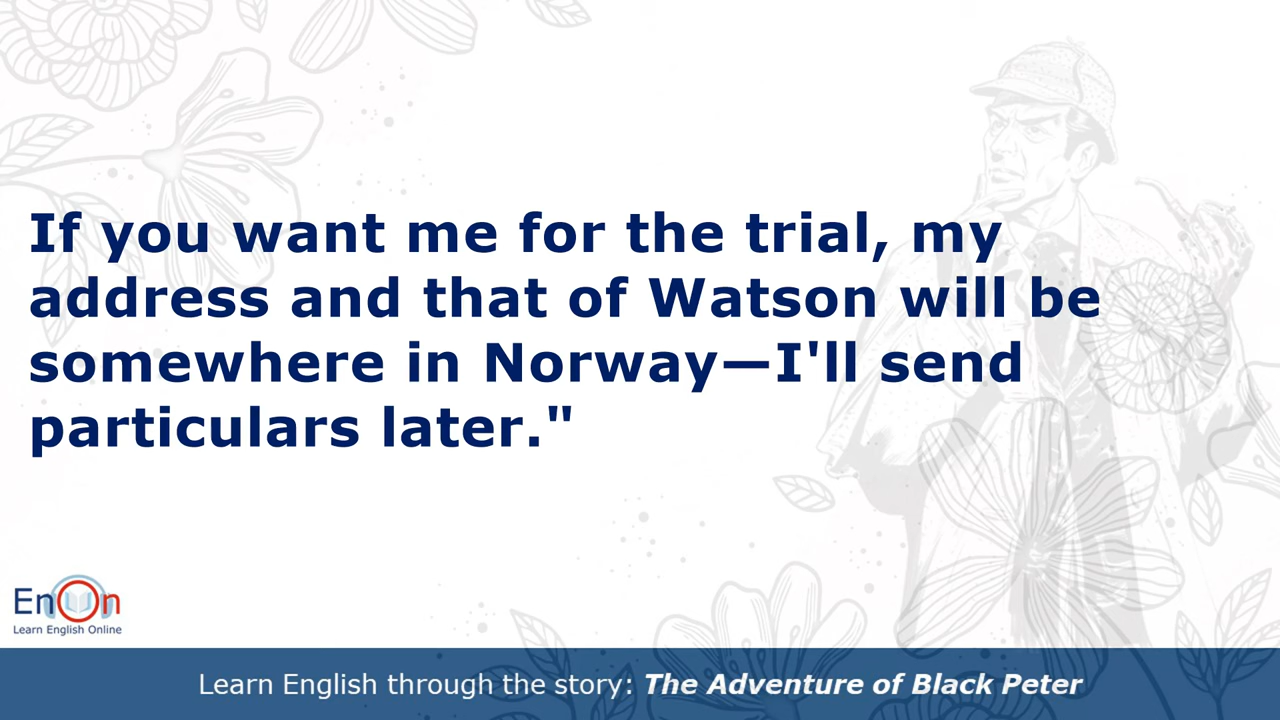 If you want me for the trial, my
address and that of Watson will be
somewhere in Norway—I'll send
particulars later."
EnOn
Learn English Online
Learn English through the story: The Adventure of Black Peter